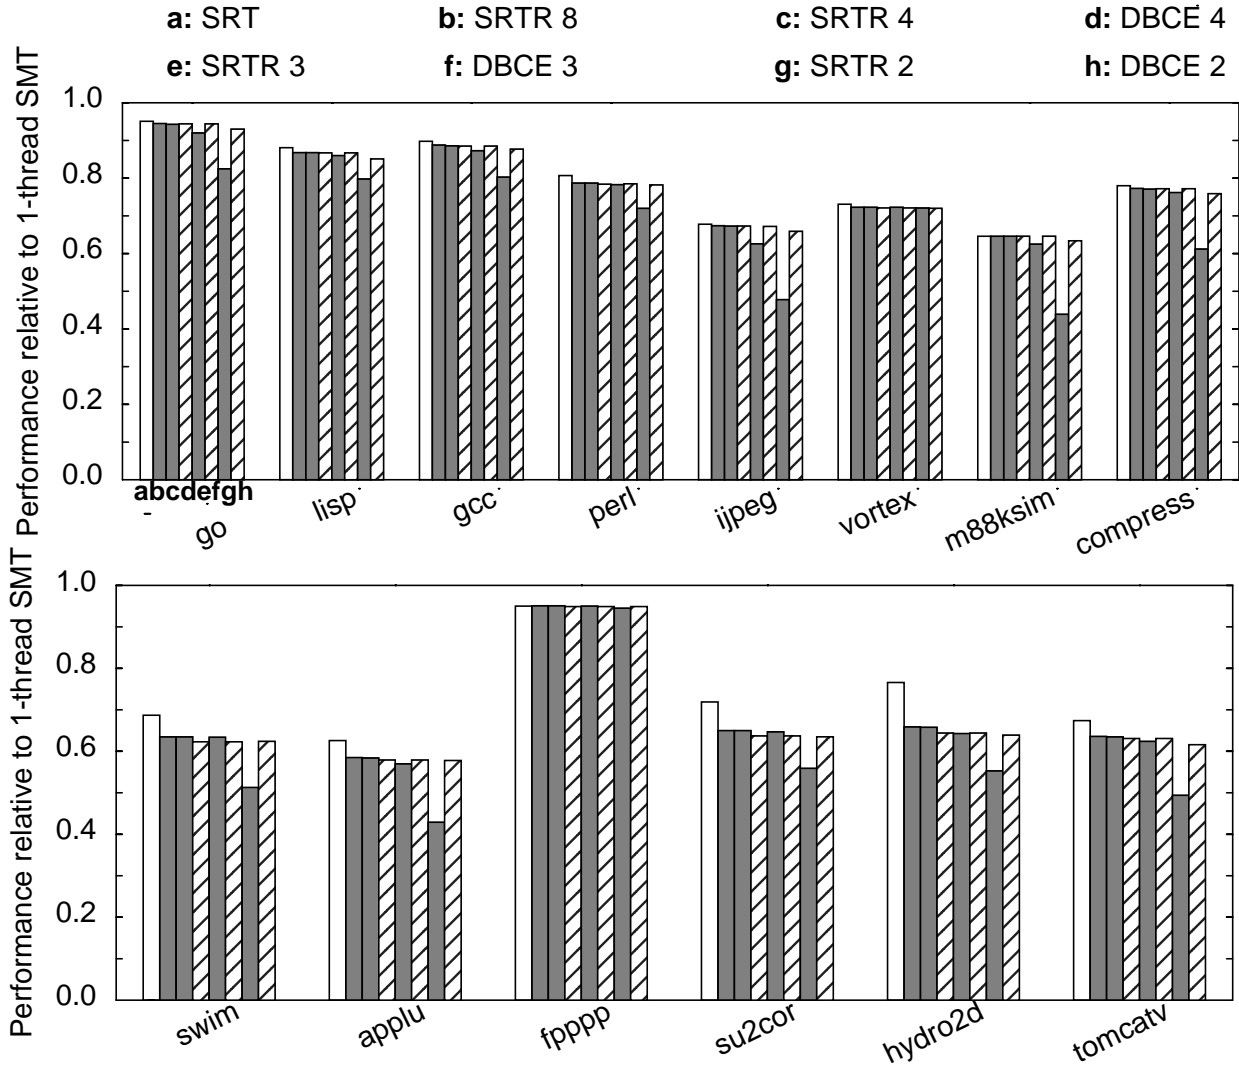 a: SRT b: SRTR 8 c: SRTR 4 d: DBCE 4
e: SRTR 3 f: DBCE 3 g: SRTR 2 h: DBCE 2
Performance relative to 1-thread SMT
1.0
0.8
0.6
0.4
0.2
0.0
abcdefgh
go lisp gcc perl ijpeg vortex m88ksim compress
Performance relative to 1-thread SMT
1.0
0.8
0.6
0.4
0.2
0.0
swim applu fpppp su2cor hydro2d tomcatv